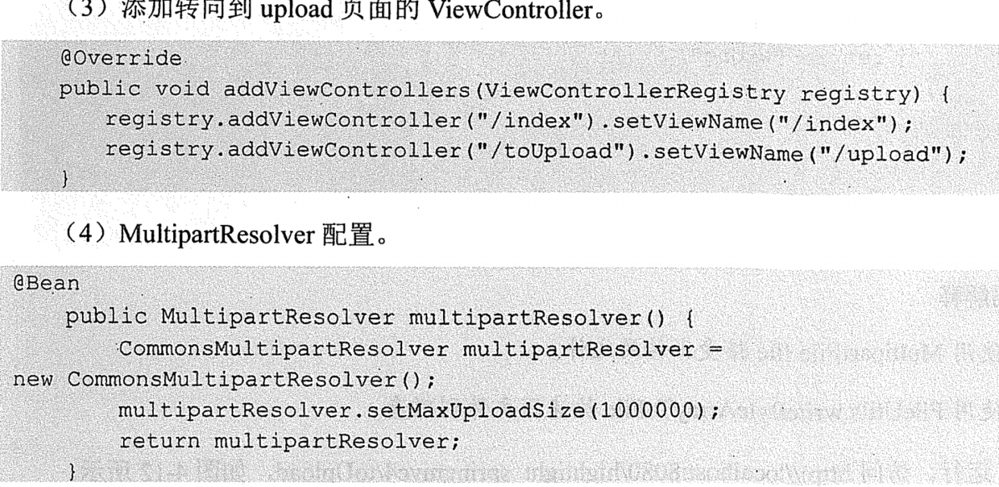 (3)添加转向到 upload 页面的 ViewController。
@Override
public void addViewControllers(ViewControllerRegistry registry) {
registry.addViewController("/index").setViewName("/index");
registry.addViewController("/toUpload").setViewName("/upload");
}
(4)MultipartResolver 配置。
@Bean
public MultipartResolver multipartResolver() {
CommonsMultipartResolver multipartResolver =
new CommonsMultipartResolver();
multipartResolver.setMaxUploadSize(1000000);
return multipartResolver;
}